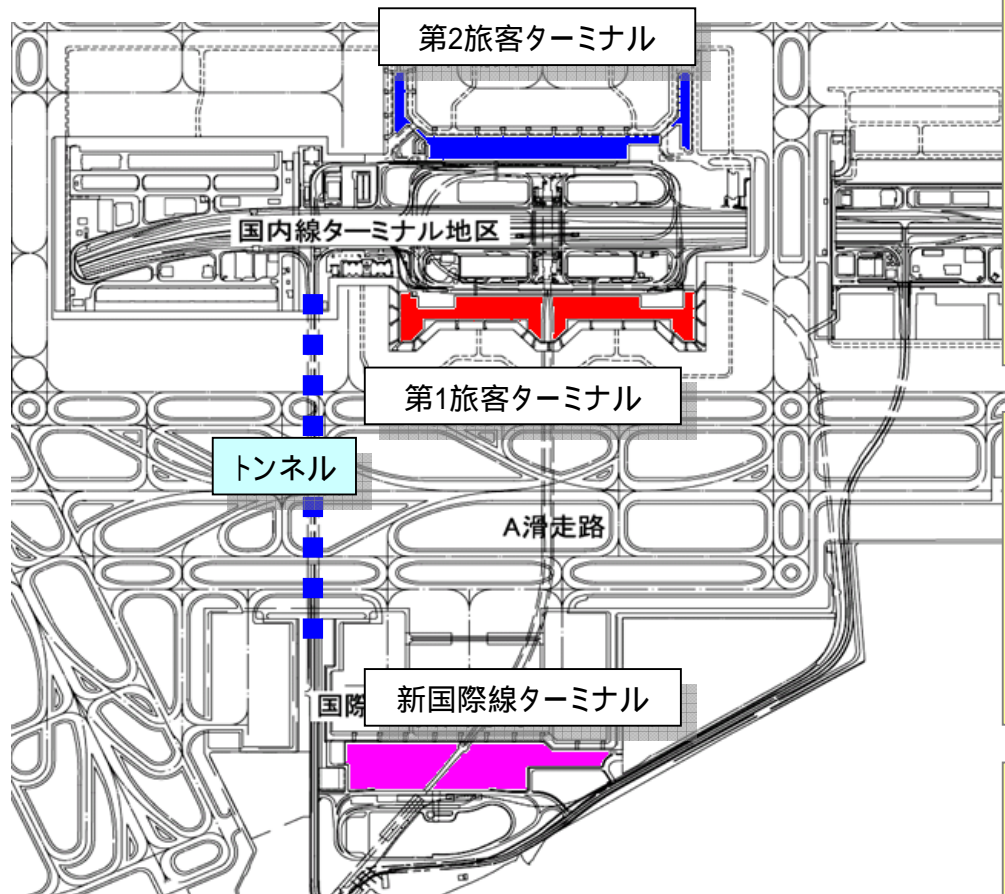 第2旅客ターミナル
国内線ターミナル地区
第1旅客ターミナル
トンネル
A滑走路
国際
新国際線ターミナル